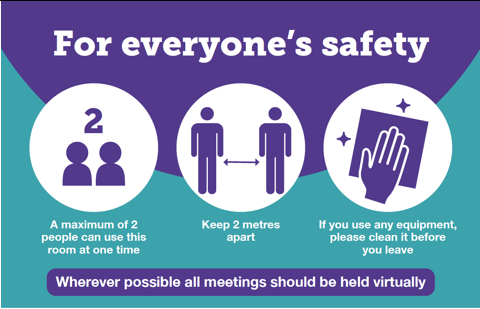 For everyone's safety
2
A maximum of 2
people can use this
room at one time
Keep 2 metres
apart
If you use any equipment,
please clean it before
you leave
Wherever possible all meetings should be held virtually